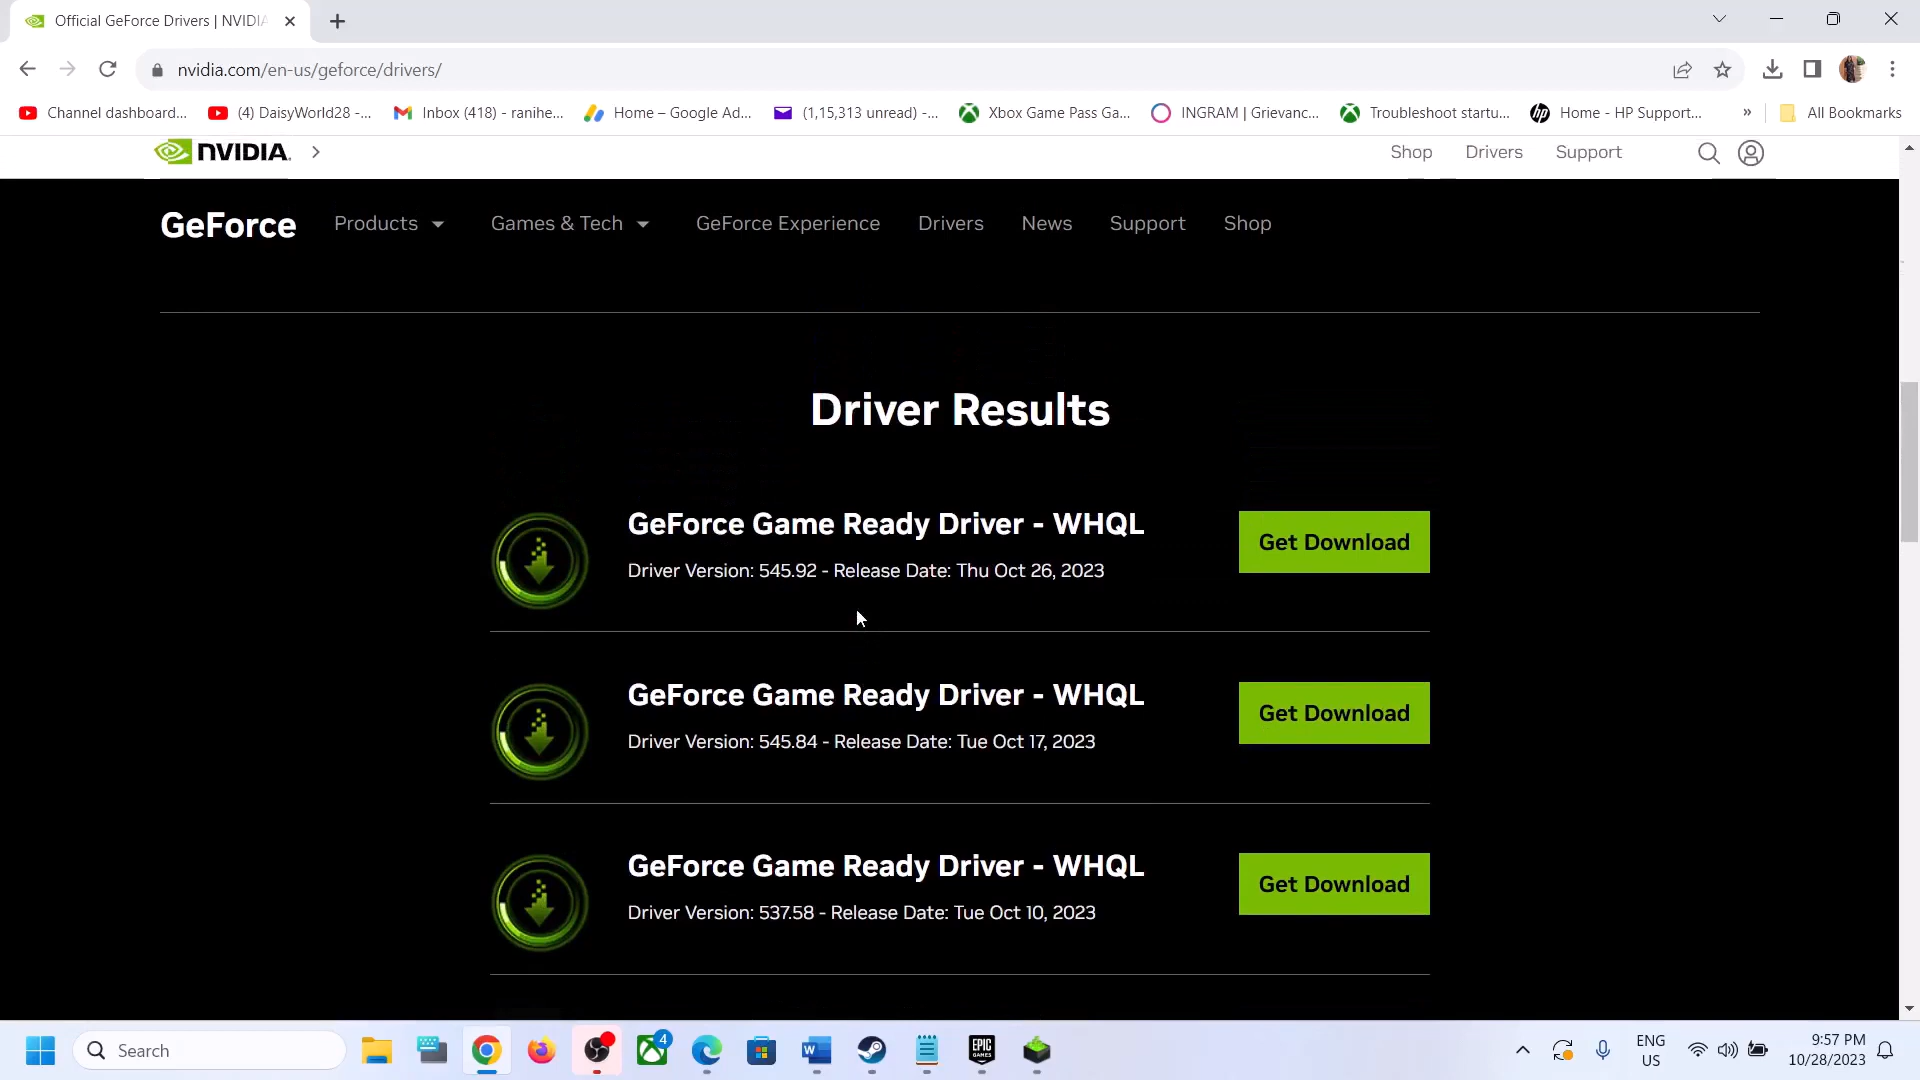 Official GeForce Drivers | NVIDIA
nvidia.com/en-us/geforce/drivers/
Channel dashboard...
(4) DaisyWorld28 -...
Inbox (418) - ranihe...
Home – Google Ad...
(1,15,313 unread) -...
Xbox Game Pass Ga...
INGRAM | Grievanc...
Troubleshoot startu...
Home - HP Support...
»
All Bookmarks
NVIDIA. >
Shop Drivers Support
GeForce Products Games & Tech GeForce Experience Drivers News Support Shop
Driver Results
GeForce Game Ready Driver - WHQL
Driver Version: 545.92 - Release Date: Thu Oct 26, 2023
Get Download
GeForce Game Ready Driver - WHQL
Driver Version: 545.84 - Release Date: Tue Oct 17, 2023
Get Download
GeForce Game Ready Driver - WHQL
Driver Version: 537.58 - Release Date: Tue Oct 10, 2023
Get Download
Search
4
EPIC
GAMES
ENG
US
9:57 PM
10/28/2023